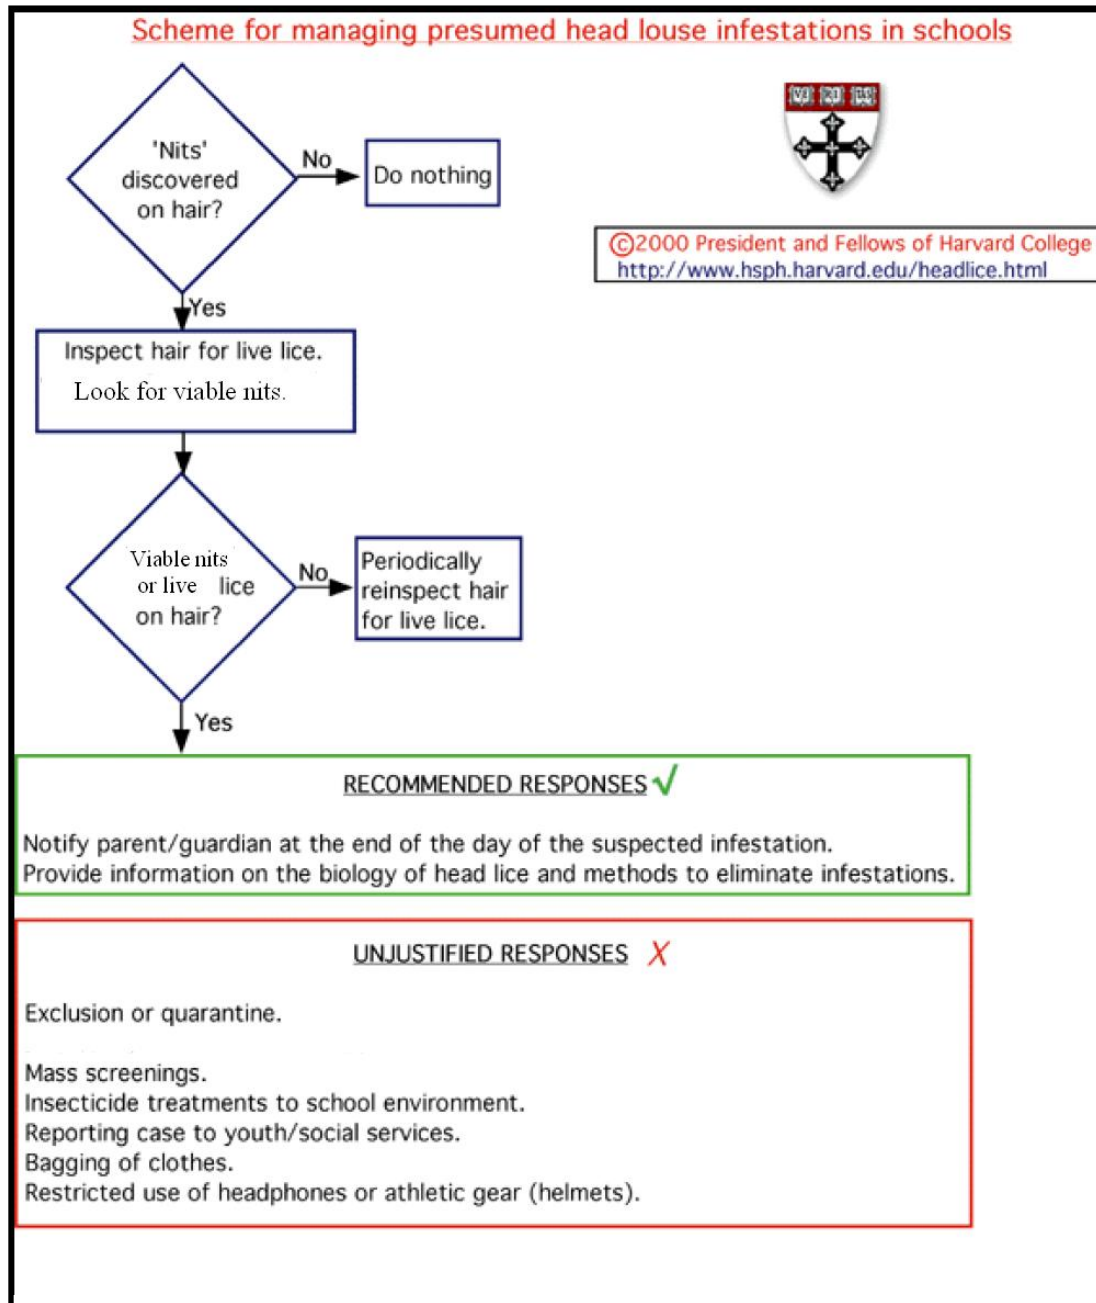 Scheme for managing presumed head louse infestations in schools
'Nits'
discovered
on hair?
No
Do nothing
©2000 President and Fellows of Harvard College
http://www.hsph.harvard.edu/headlice.html
Yes
Inspect hair for live lice.
Look for viable nits.
Viable nits
or live lice
on hair?
No
Periodically
reinspect hair
for live lice.
Yes
RECOMMENDED RESPONSES √
Notify parent/guardian at the end of the day of the suspected infestation.
Provide information on the biology of head lice and methods to eliminate infestations.
UNJUSTIFIED RESPONSES X
Exclusion or quarantine.
Mass screenings.
Insecticide treatments to school environment.
Reporting case to youth/social services.
Bagging of clothes.
Restricted use of headphones or athletic gear (helmets).